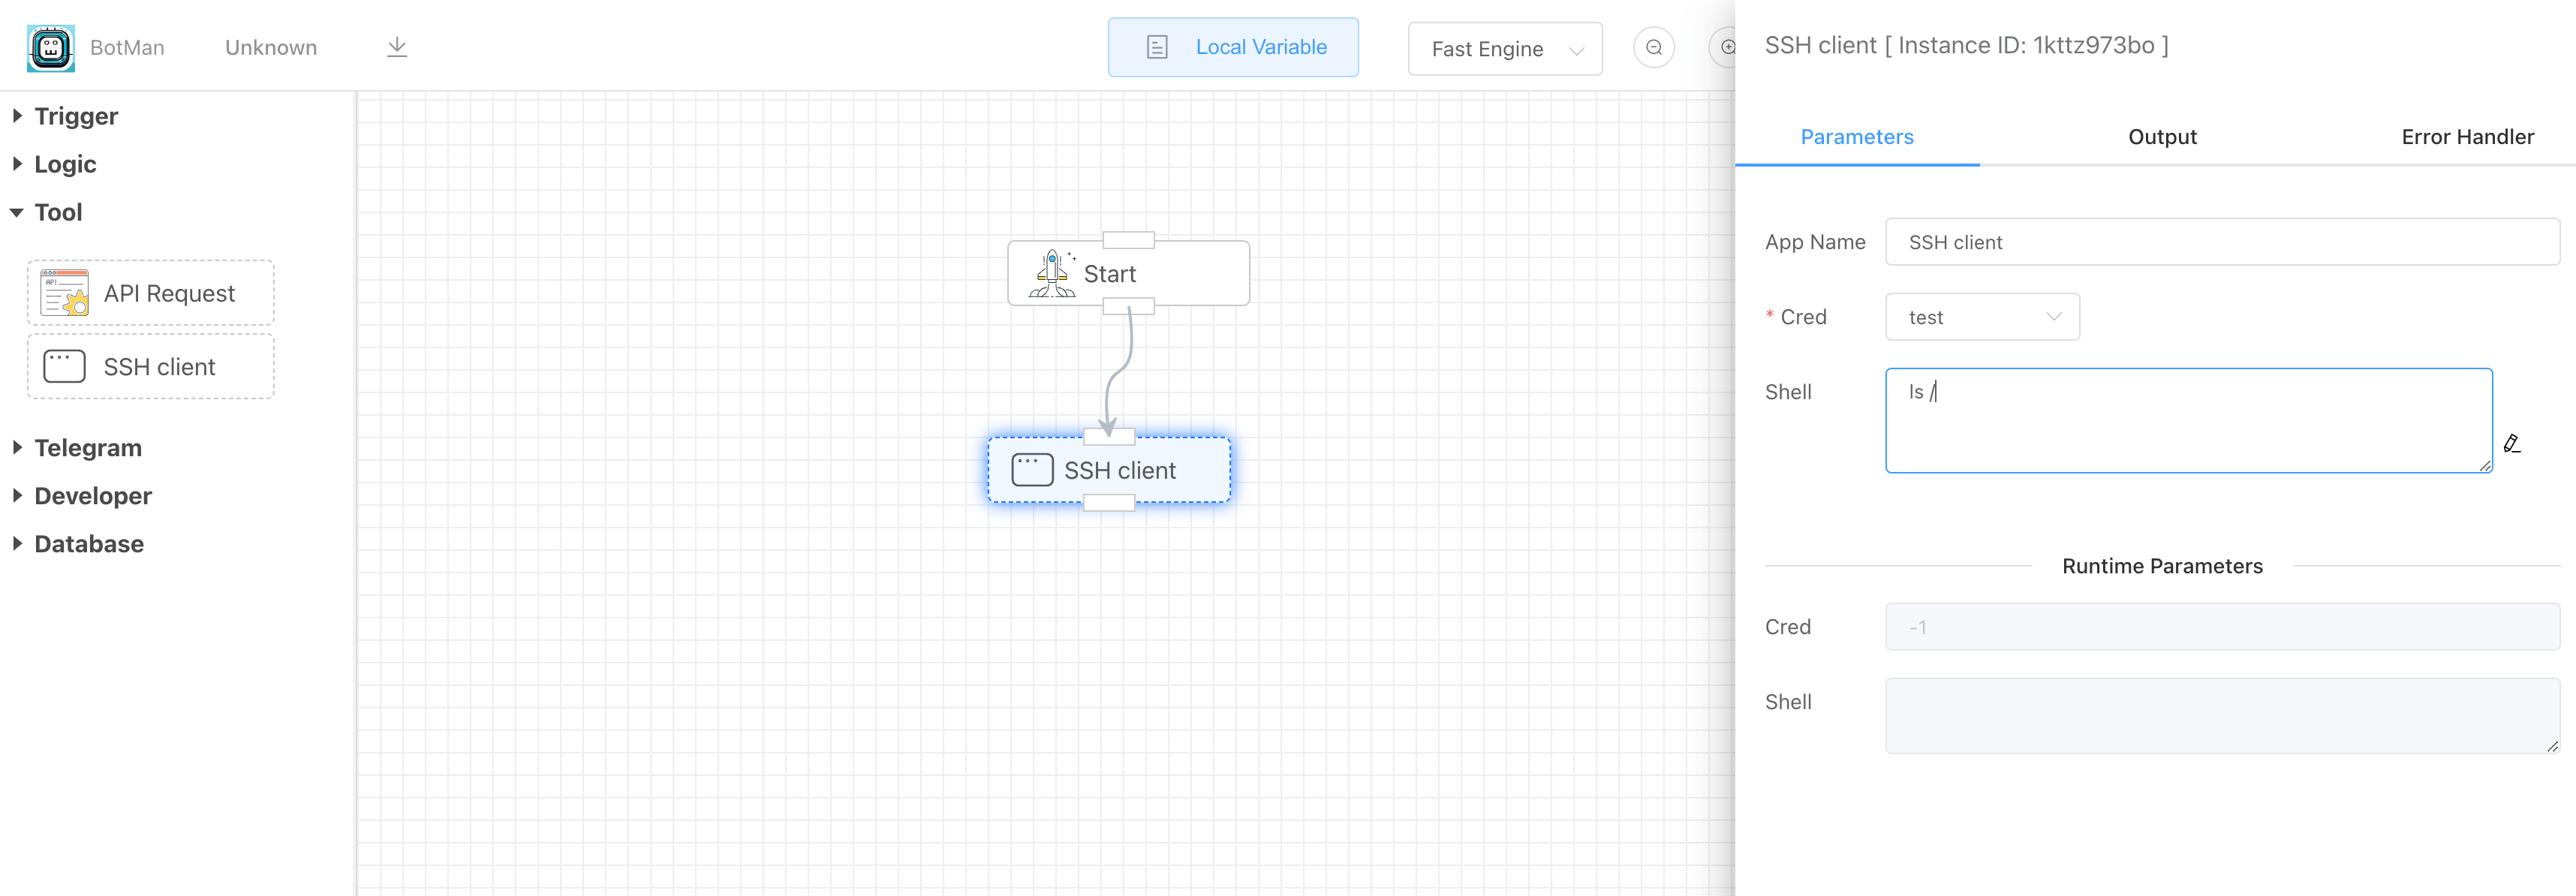 BotMan
Unknown
Local Variable
Fast Engine
Trigger
Logic
Tool
API
API Request
SSH client
Telegram
Developer
Database
Start
SSH client
SSH client [ Instance ID: 1kttz973bo ]
Parameters
Output
Error Handler
App Name
SSH client
* Cred
test
Shell
ls /
Runtime Parameters
Cred
-1
Shell